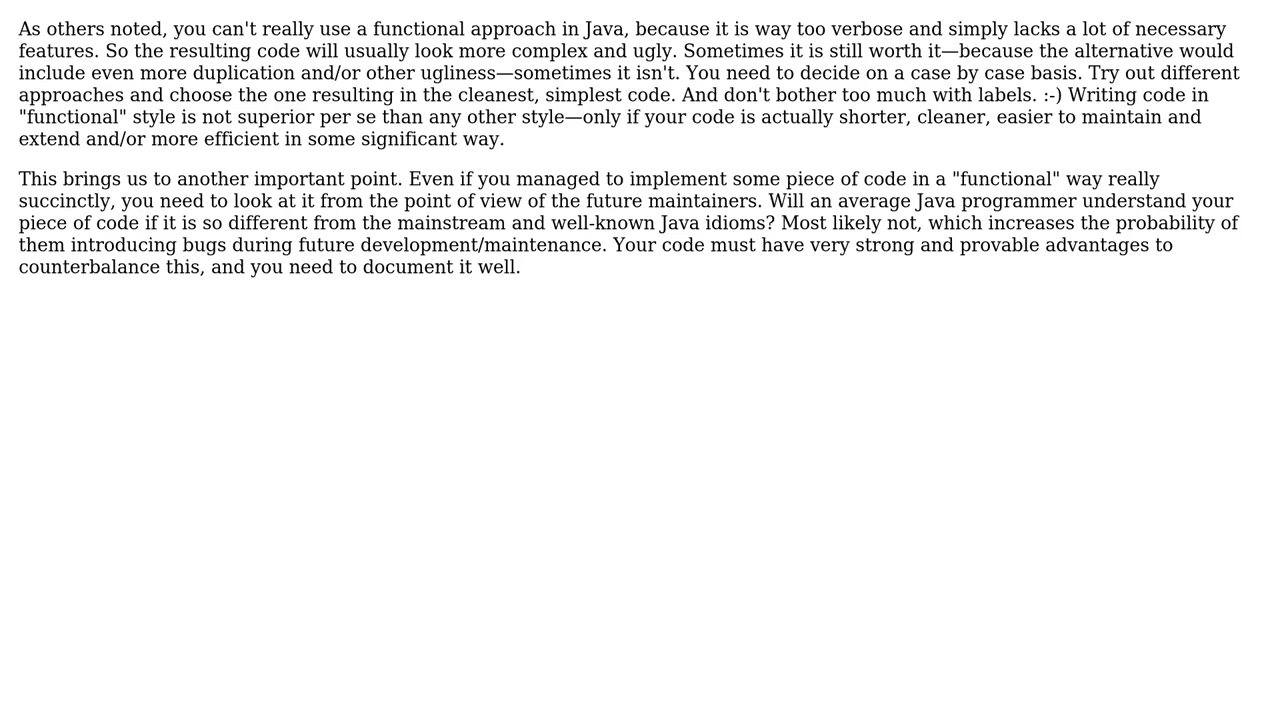 As others noted, you can't really use a functional approach in Java, because it is way too verbose and simply lacks a lot of necessary
features. So the resulting code will usually look more complex and ugly. Sometimes it is still worth it—because the alternative would
include even more duplication and/or other ugliness—sometimes it isn't. You need to decide on a case by case basis. Try out different
approaches and choose the one resulting in the cleanest, simplest code. And don't bother too much with labels. :-) Writing code in
"functional" style is not superior per se than any other style—only if your code is actually shorter, cleaner, easier to maintain and
extend and/or more efficient in some significant way.
This brings us to another important point. Even if you managed to implement some piece of code in a "functional" way really
succinctly, you need to look at it from the point of view of the future maintainers. Will an average Java programmer understand your
piece of code if it is so different from the mainstream and well-known Java idioms? Most likely not, which increases the probability of
them introducing bugs during future development/maintenance. Your code must have very strong and provable advantages to
counterbalance this, and you need to document it well.